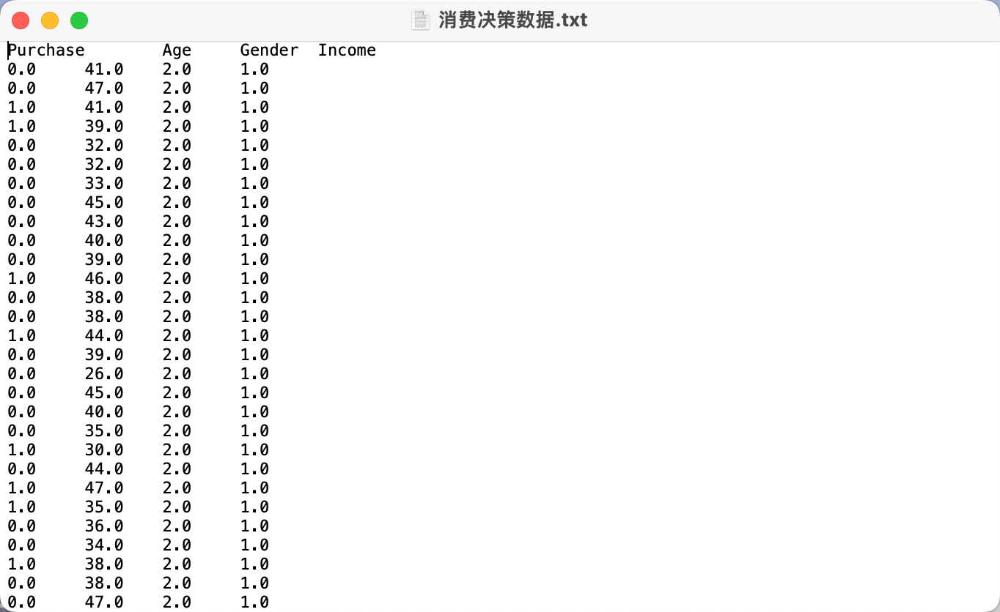 消费决策数据.txt
Purchase	Age	Gender	Income
0.0	41.0	2.0	1.0
0.0	47.0	2.0	1.0
1.0	41.0	2.0	1.0
1.0	39.0	2.0	1.0
0.0	32.0	2.0	1.0
0.0	32.0	2.0	1.0
0.0	33.0	2.0	1.0
0.0	45.0	2.0	1.0
0.0	43.0	2.0	1.0
0.0	40.0	2.0	1.0
0.0	39.0	2.0	1.0
1.0	46.0	2.0	1.0
0.0	38.0	2.0	1.0
0.0	38.0	2.0	1.0
1.0	44.0	2.0	1.0
0.0	39.0	2.0	1.0
0.0	26.0	2.0	1.0
0.0	45.0	2.0	1.0
0.0	40.0	2.0	1.0
0.0	35.0	2.0	1.0
1.0	30.0	2.0	1.0
0.0	44.0	2.0	1.0
1.0	47.0	2.0	1.0
1.0	35.0	2.0	1.0
0.0	36.0	2.0	1.0
0.0	34.0	2.0	1.0
1.0	38.0	2.0	1.0
0.0	38.0	2.0	1.0
0.0	47.0	2.0	1.0